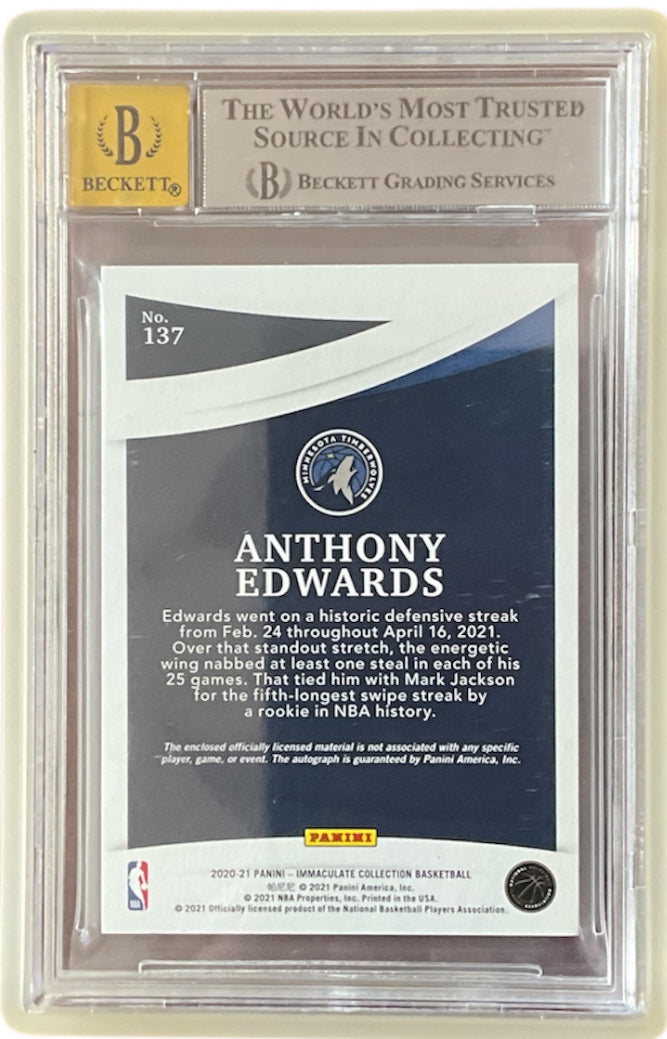 B
BECKETT®
THE WORLD'S MOST TRUSTED
SOURCE IN COLLECTING™
B BECKETT GRADING SERVICES
No.
137
MINNESOTA TIMBERWOLVES
ANTHONY
EDWARDS
Edwards went on a historic defensive streak
from Feb. 24 throughout April 16, 2021.
Over that standout stretch, the energetic
wing nabbed at least one steal in each of his
25 games. That tied him with Mark Jackson
for the fifth-longest swipe streak by
a rookie in NBA history.
The enclosed officially licensed material is not associated with any specific
player, game, or event. The autograph is guaranteed by Panini America, Inc.
PANINI
2020-21 PANINI – IMMACULATE COLLECTION BASKETBALL
帕尼尼 © 2021 Panini America, Inc.
© 2021 NBA Properties, Inc. Printed in the USA.
© 2021 Officially licensed product of the National Basketball Players Association.
NBA